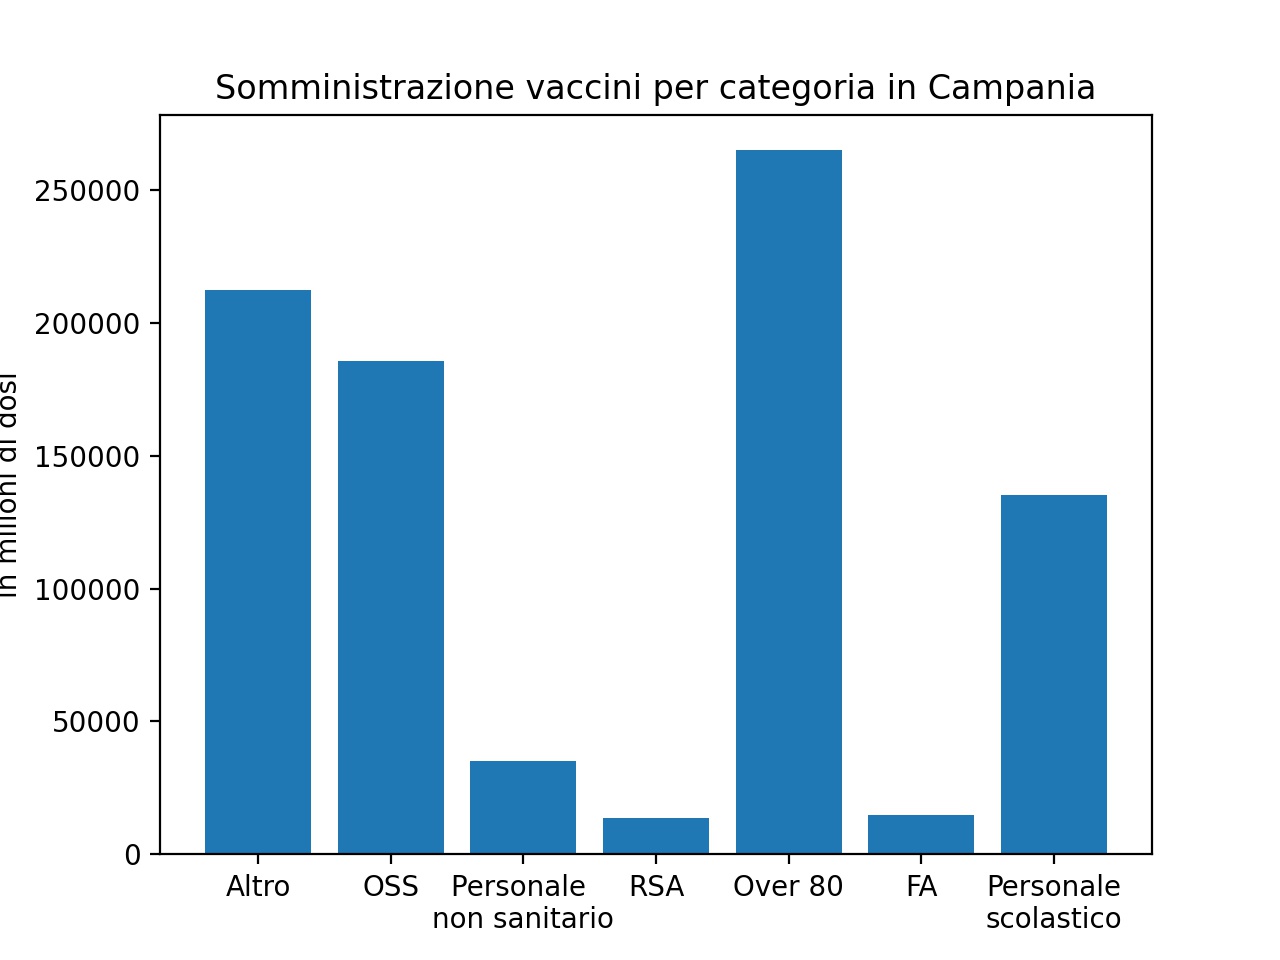 Somministrazione vaccini per categoria in Campania
In milioni di dosi
250000
200000
150000
100000
50000
0
Altro
OSS
Personale
non sanitario
RSA
Over 80
FA
Personale
scolastico